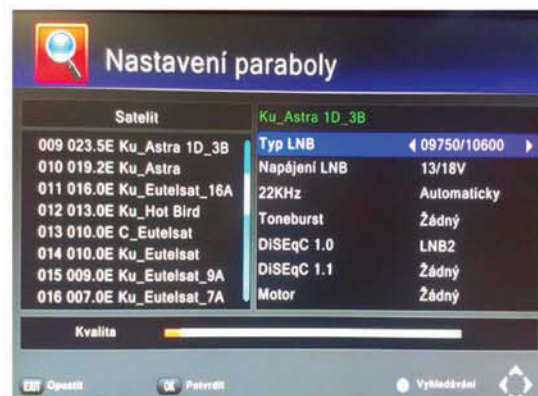 Nastavení paraboly
Satelit
009 023.5E Ku_Astra 1D_3B
010 019.2E Ku_Astra
011 016.0E Ku_Eutelsat_16A
012 013.0E Ku_Hot Bird
013 010.0E C_Eutelsat
014 010.0E Ku_Eutelsat
015 009.0E Ku_Eutelsat_9A
016 007.0E Ku_Eutelsat_7A
Ku_Astra 1D_3B
Typ LNB 09750/10600
Napájení LNB 13/18V
22KHz Automaticky
Toneburst Žádný
DiSEqC 1.0 LNB2
DiSEqC 1.1 Žádný
Motor Žádný
Kvalita
EXIT Opustit
OK Potvrdit
Vyhledávání